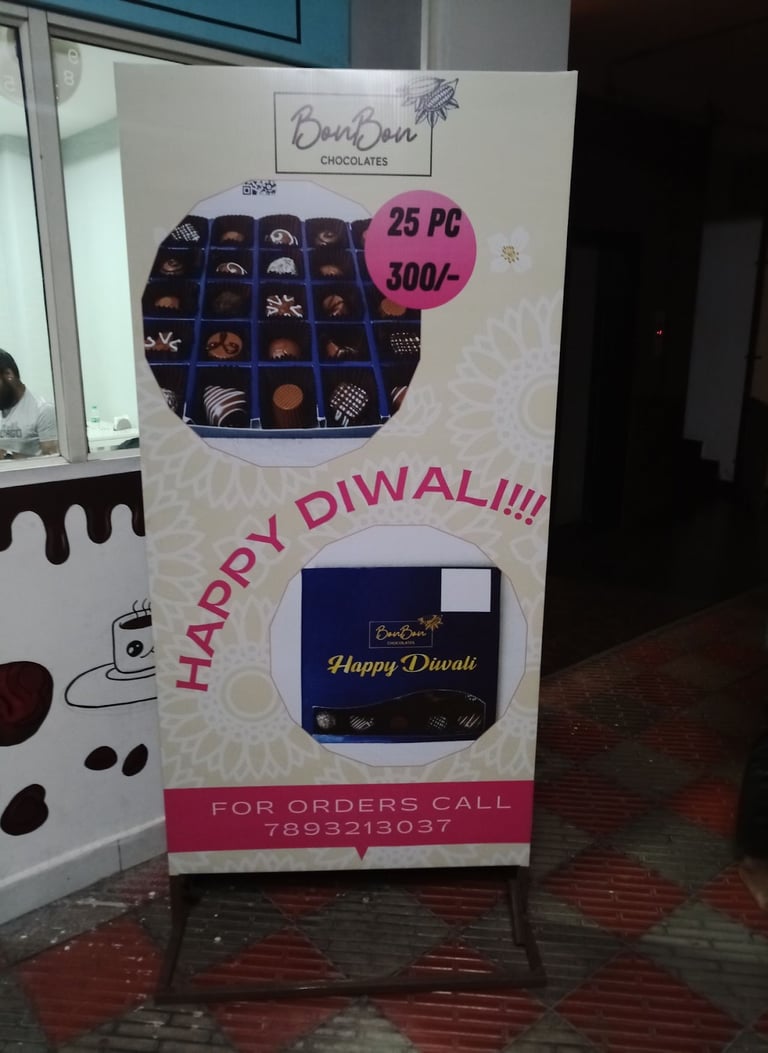 BonBon
CHOCOLATES
25 PC
300/-
HAPPY DIWALI!!!
BonBon
CHOCOLATES
Happy Diwali
FOR ORDERS CALL
7893213037